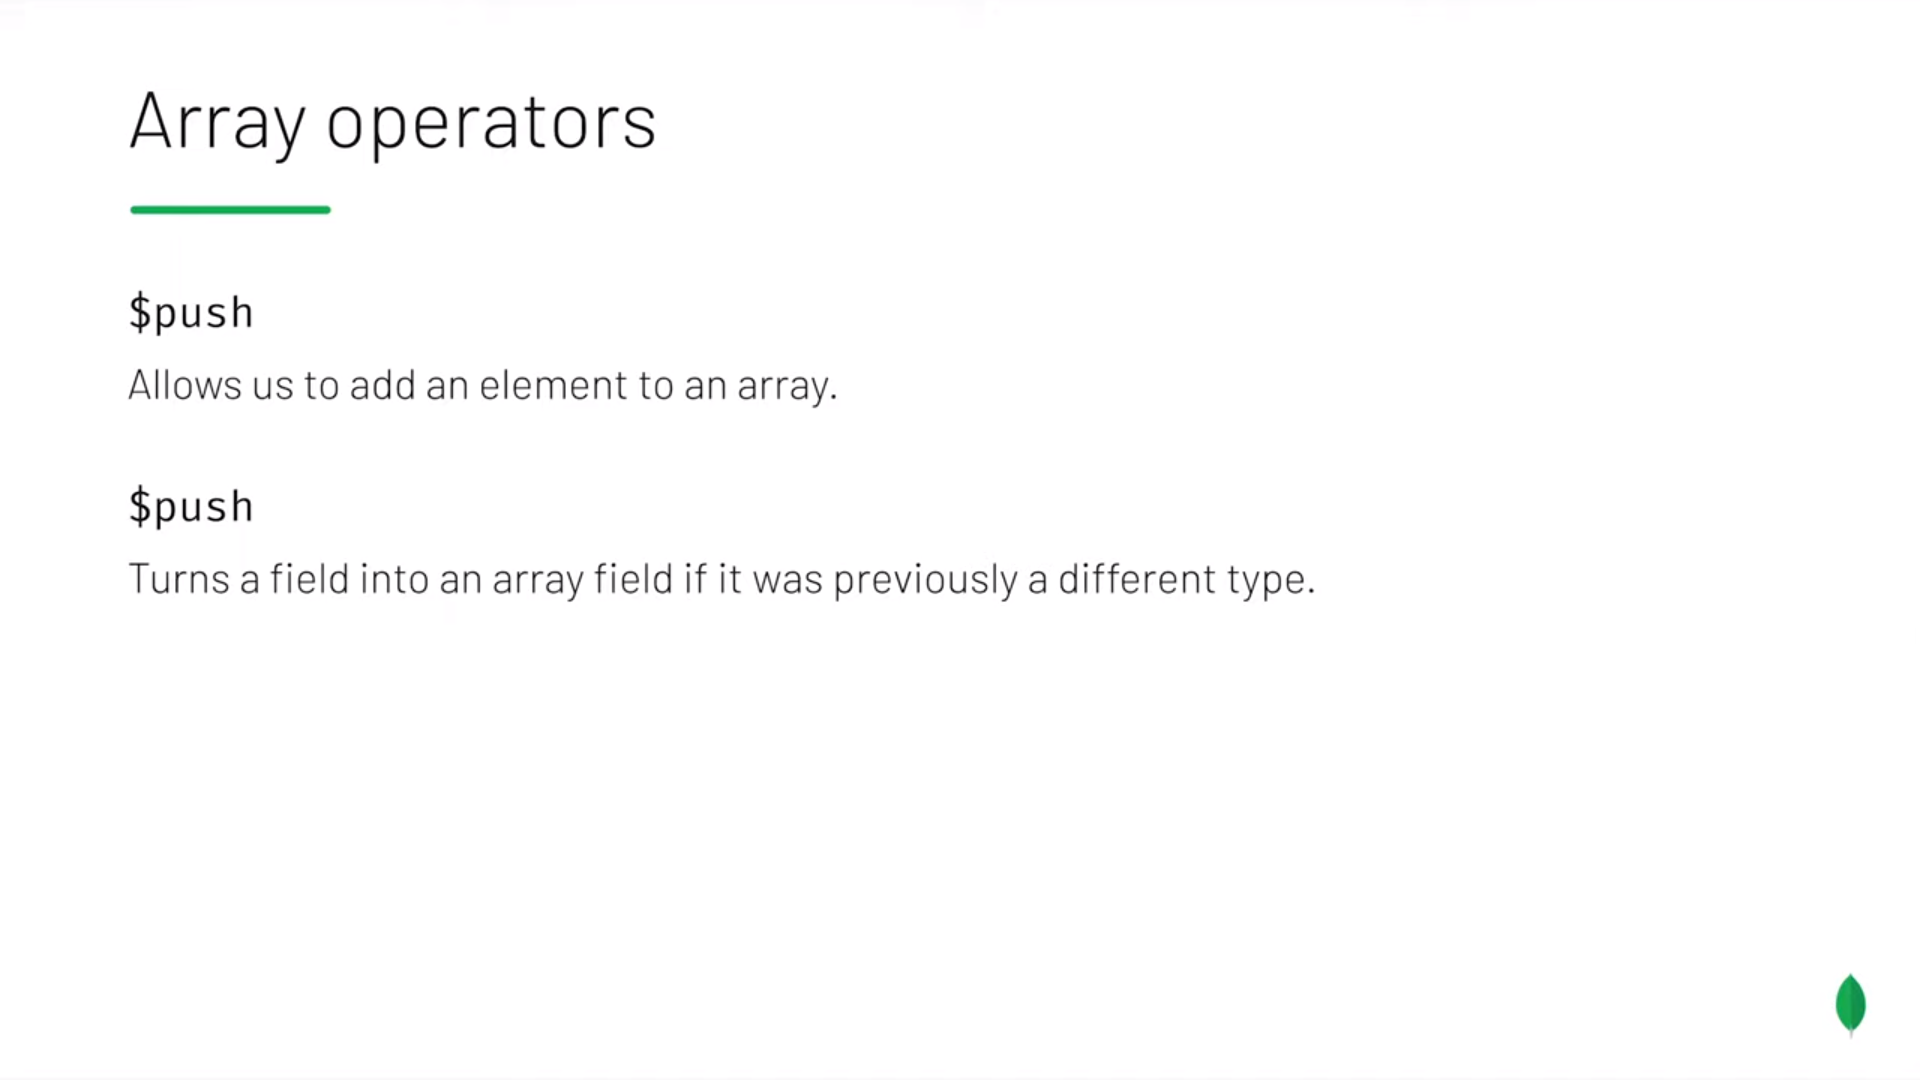 Array operators
$push
Allows us to add an element to an array.
$push
Turns a field into an array field if it was previously a different type.